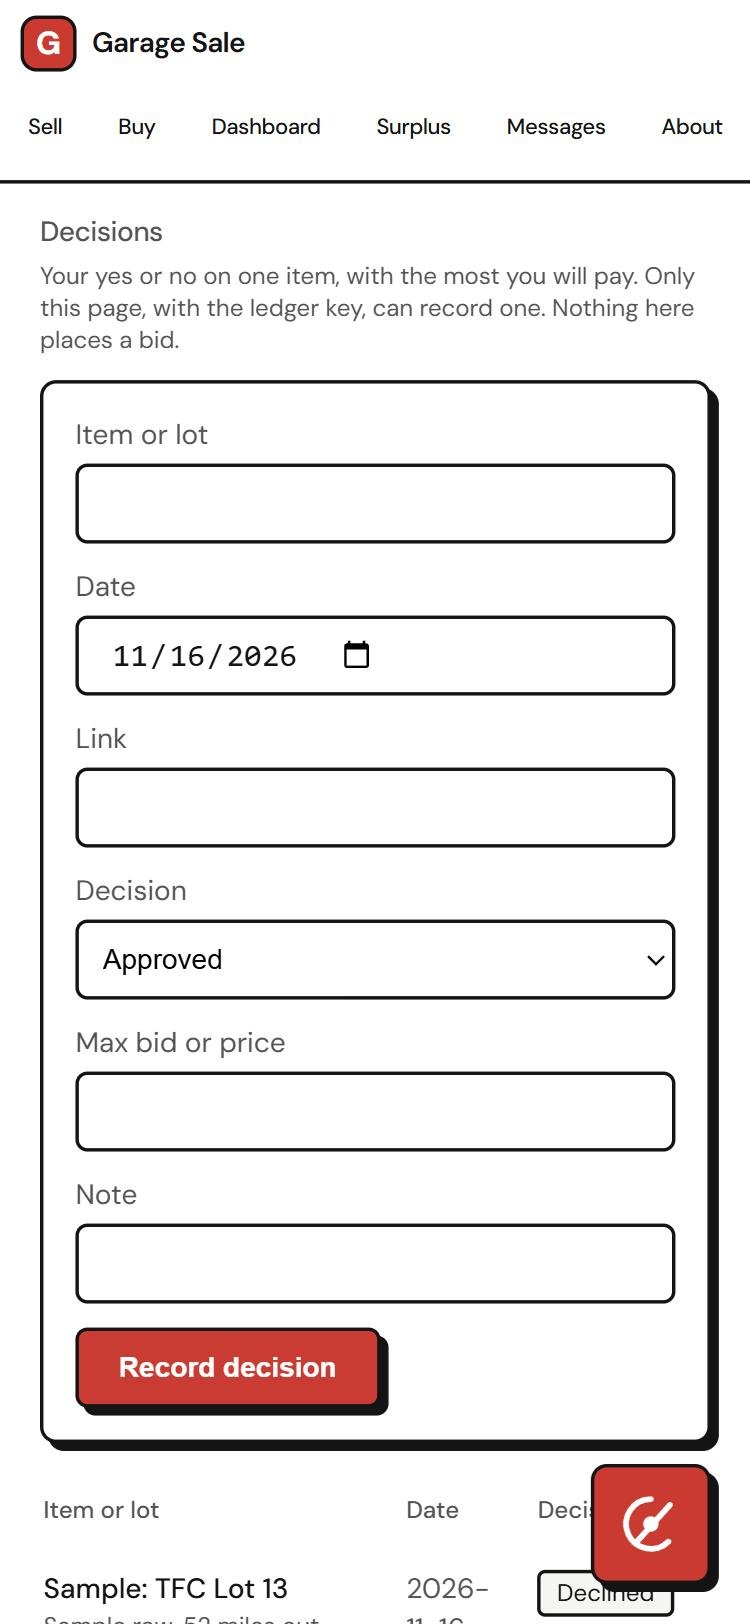 G Garage Sale
Sell Buy Dashboard Surplus Messages About
Decisions
Your yes or no on one item, with the most you will pay. Only
this page, with the ledger key, can record one. Nothing here
places a bid.
Item or lot
Date
11/16/2026
Link
Decision
Approved
Max bid or price
Note
Record decision
Item or lot Date
Sample: TFC Lot 13 2026- Declined